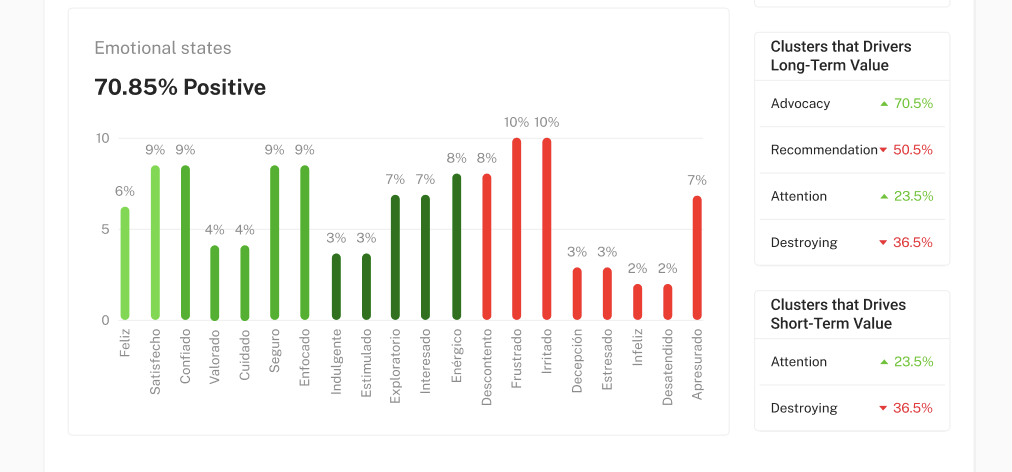 Emotional states
70.85% Positive
10
5
0
6%
9%
9%
4%
4%
9%
9%
3%
3%
7%
7%
8%
8%
10%
10%
3%
3%
2%
2%
7%
Feliz
Satisfecho
Confiado
Valorado
Cuidado
Seguro
Enfocado
Indulgente
Estimulado
Exploratorio
Interesado
Enérgico
Descontento
Frustrado
Irritado
Decepción
Estresado
Infeliz
Desatendido
Apresurado
Clusters that Drivers
Long-Term Value
Advocacy 70.5%
Recommendation 50.5%
Attention 23.5%
Destroying 36.5%
Clusters that Drives
Short-Term Value
Attention 23.5%
Destroying 36.5%